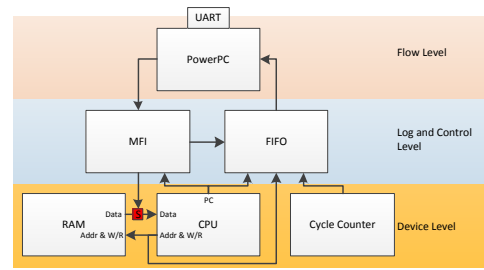 UART
PowerPC
Flow Level
MFI
FIFO
Log and Control
Level
PC
RAM
Data
S
Data
CPU
Addr & W/R
Addr & W/R
Cycle Counter
Device Level